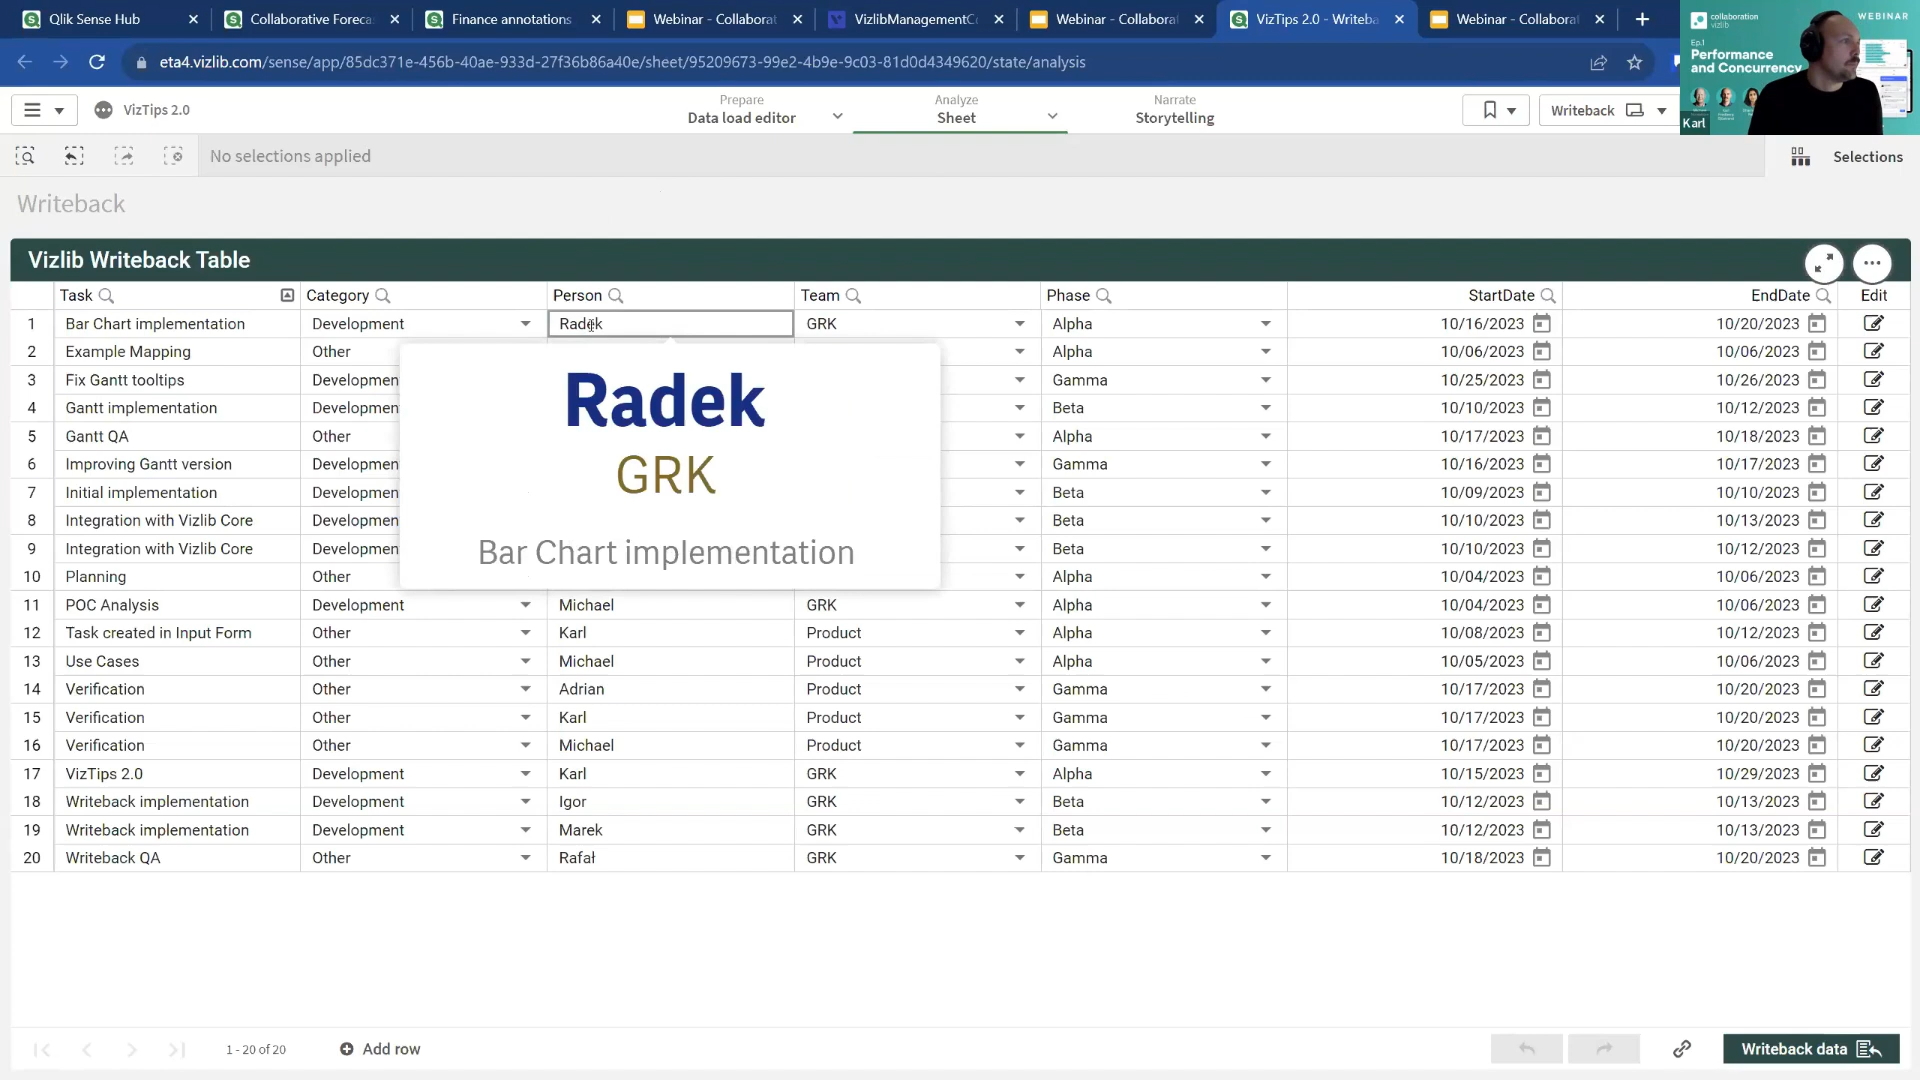 Qlik Sense Hub
Collaborative Foreca
Finance annotations
Webinar - Collaborat
VizlibManagementC
Webinar - Collaborat
VizTips 2.0 - Writeba
Webinar - Collaborat
eta4.vizlib.com/sense/app/85dc371e-456b-40ae-933d-27f36b86a40e/sheet/95209673-99e2-4b9e-9c03-81d0d4349620/state/analysis
collaboration
vizlib
WEBINAR
Ep.1
Performance
and Concurrency
Karl
VizTips 2.0
Prepare
Data load editor
Analyze
Sheet
Narrate
Storytelling
Writeback
No selections applied
Selections
Writeback
Vizlib Writeback Table
Task Category Person Team Phase StartDate EndDate Edit
1 Bar Chart implementation Development Radek GRK Alpha 10/16/2023 10/20/2023
2 Example Mapping Other Alpha 10/06/2023 10/06/2023
3 Fix Gantt tooltips Developmen Gamma 10/25/2023 10/26/2023
4 Gantt implementation Developmen Beta 10/10/2023 10/12/2023
5 Gantt QA Other Alpha 10/17/2023 10/18/2023
6 Improving Gantt version Developmen Gamma 10/16/2023 10/17/2023
7 Initial implementation Developmen Beta 10/09/2023 10/10/2023
8 Integration with Vizlib Core Developmen Beta 10/10/2023 10/13/2023
9 Integration with Vizlib Core Developmen Beta 10/10/2023 10/12/2023
10 Planning Other Alpha 10/04/2023 10/06/2023
Radek
GRK
Bar Chart implementation
11 POC Analysis Development Michael GRK Alpha 10/04/2023 10/06/2023
12 Task created in Input Form Other Karl Product Alpha 10/08/2023 10/12/2023
13 Use Cases Other Michael Product Alpha 10/05/2023 10/06/2023
14 Verification Other Adrian Product Gamma 10/17/2023 10/20/2023
15 Verification Other Karl Product Gamma 10/17/2023 10/20/2023
16 Verification Other Michael Product Gamma 10/17/2023 10/20/2023
17 VizTips 2.0 Development Karl GRK Alpha 10/15/2023 10/29/2023
18 Writeback implementation Development Igor GRK Beta 10/12/2023 10/13/2023
19 Writeback implementation Development Marek GRK Beta 10/12/2023 10/13/2023
20 Writeback QA Other Rafał GRK Gamma 10/18/2023 10/20/2023
1 - 20 of 20
Add row
Writeback data